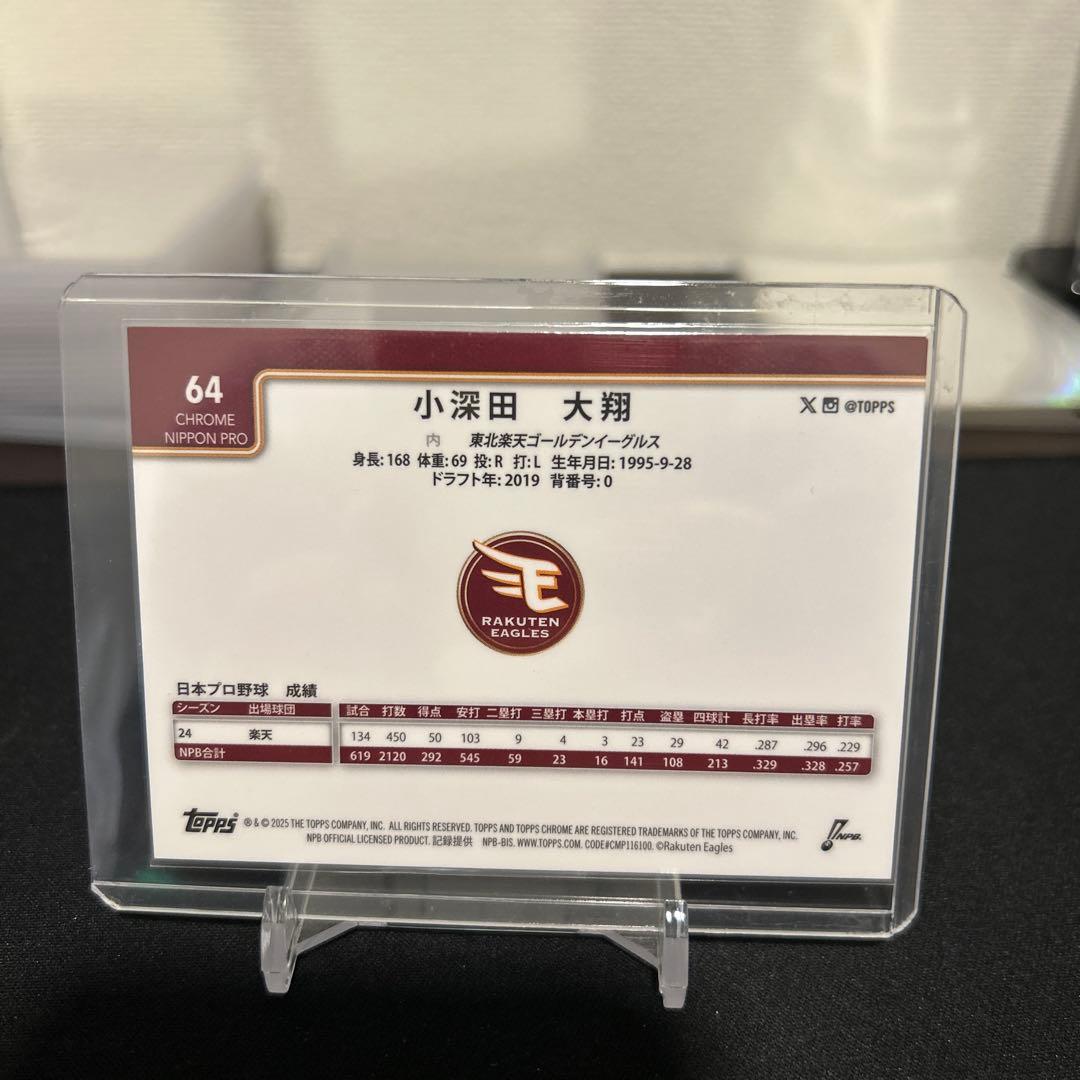 64
CHROME
NIPPON PRO
小深田 大翔
@TOPPS
内 東北楽天ゴールデンイーグルス
身長: 168 体重: 69 投: R 打: L 生年月日: 1995-9-28
ドラフト年: 2019 背番号: 0
RAKUTEN
EAGLES
日本プロ野球 成績
シーズン 出場球団 試合 打数 得点 安打 二塁打 三塁打 本塁打 打点 盗塁 四球計 長打率 出塁率 打率
24 楽天 134 450 50 103 9 4 3 23 29 42 .287 .296 .229
NPB合計 619 2120 292 545 59 23 16 141 108 213 .329 .328 .257
Topps ® & © 2025 THE TOPPS COMPANY, INC. ALL RIGHTS RESERVED. TOPPS AND TOPPS CHROME ARE REGISTERED TRADEMARKS OF THE TOPPS COMPANY, INC.
NPB OFFICIAL LICENSED PRODUCT. 記録提供 NPB-BIS. WWW.TOPPS.COM. CODE#CMP116100. ©Rakuten Eagles
NPB.